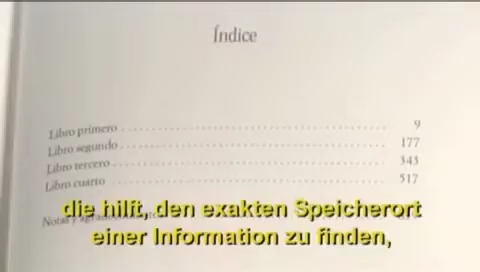 Índice
Libro primero 9
Libro segundo 177
Libro tercero 343
Libro cuarto 517
Notas y
die hilft, den exakten Speicherort
einer Information zu finden,